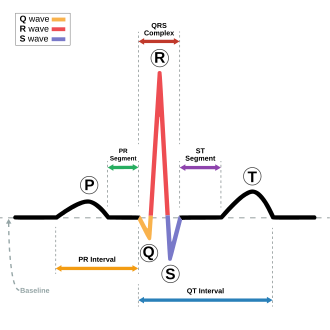 Q wave
R wave
S wave
QRS
Complex
R
PR
Segment
ST
Segment
P
T
Q
S
PR Interval
Baseline
QT Interval